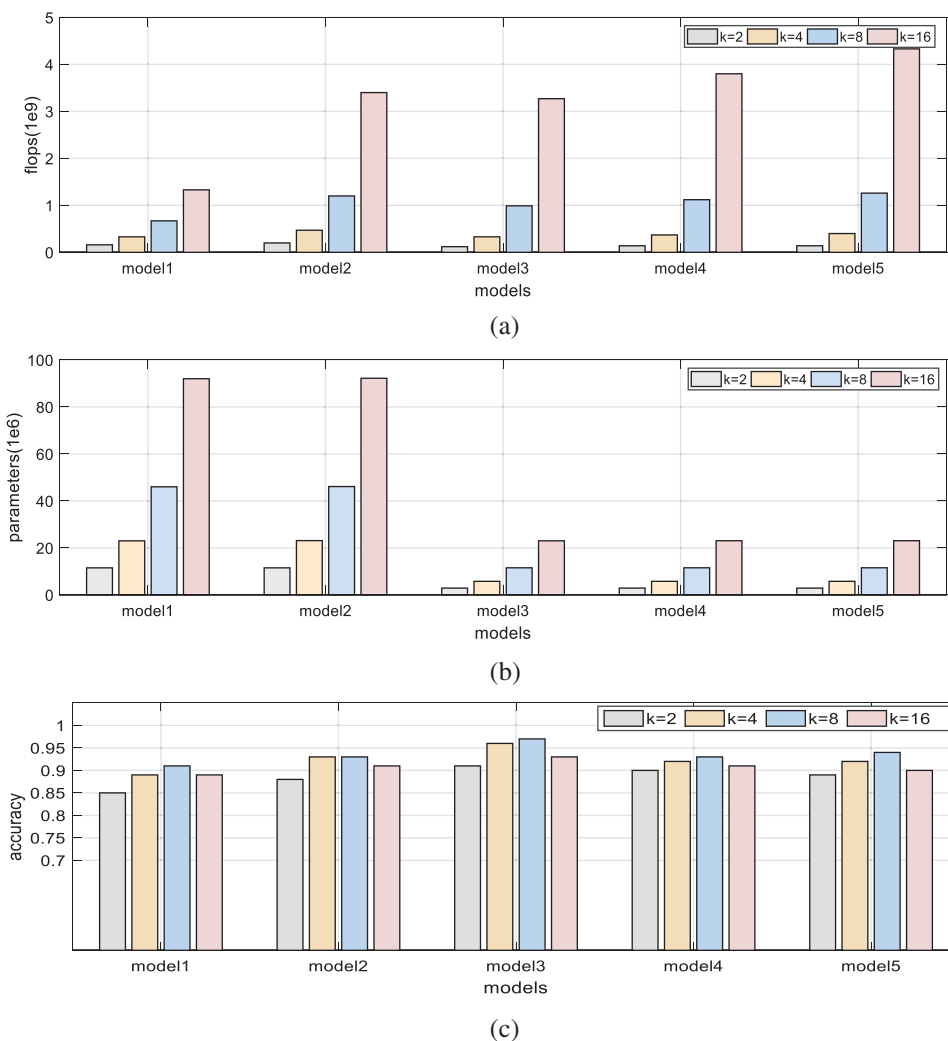 5
k=2 k=4 k=8 k=16
4
3
2
1
0
flops(1e9)
model1 model2 model3 model4 model5
models
(a)
100
k=2 k=4 k=8 k=16
80
60
40
20
0
parameters(1e6)
model1 model2 model3 model4 model5
models
(b)
1
k=2 k=4 k=8 k=16
0.95
0.9
0.85
0.8
0.75
0.7
accuracy
model1 model2 model3 model4 model5
models
(c)